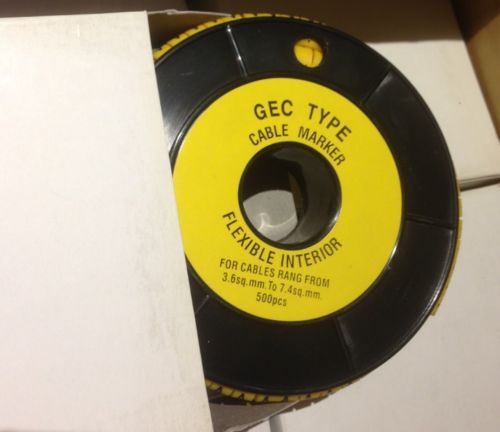 GEC TYPE
CABLE MARKER
FLEXIBLE INTERIOR
FOR CABLES RANG FROM
3.6sq.mm.To 7.4sq.mm.
500pcs